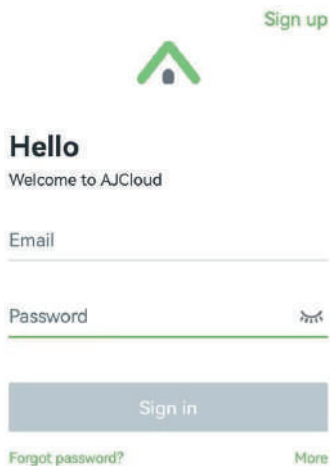 Sign up
Hello
Welcome to AJCloud
Email
Password
Sign in
Forgot password? More